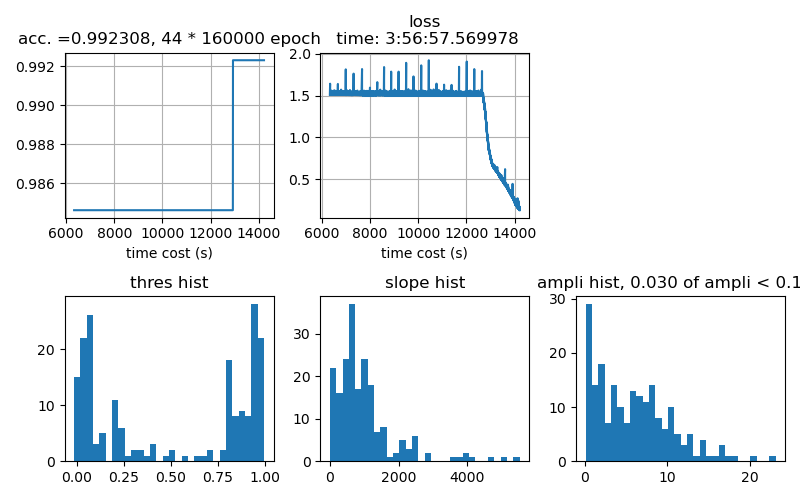 loss
acc. =0.992308, 44 * 160000 epoch time: 3:56:57.569978
0.992
0.990
0.988
0.986
6000 8000 10000 12000 14000
time cost (s)
2.0
1.5
1.0
0.5
6000 8000 10000 12000 14000
time cost (s)
thres hist
20
10
0
0.00 0.25 0.50 0.75 1.00
slope hist
30
20
10
0
0 2000 4000
ampli hist, 0.030 of ampli < 0.1
30
20
10
0
0 10 20